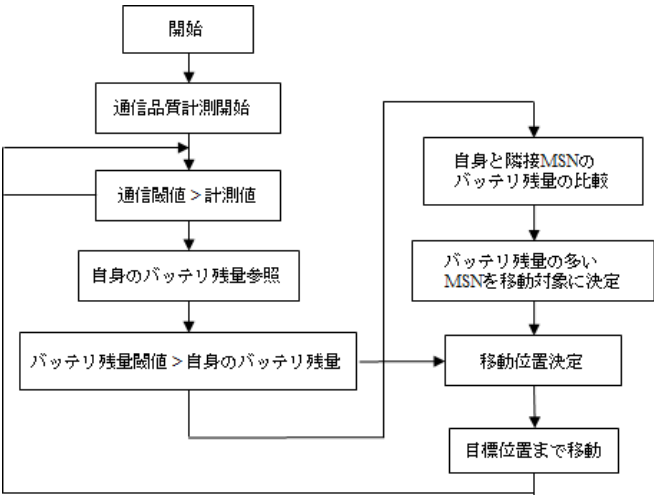 開始
通信品質計測開始
通信閾値＞計測値
自身のバッテリ残量参照
バッテリ残量閾値＞自身のバッテリ残量
自身と隣接MSNの
バッテリ残量の比較
バッテリ残量の多い
MSNを移動対象に決定
移動位置決定
目標位置まで移動